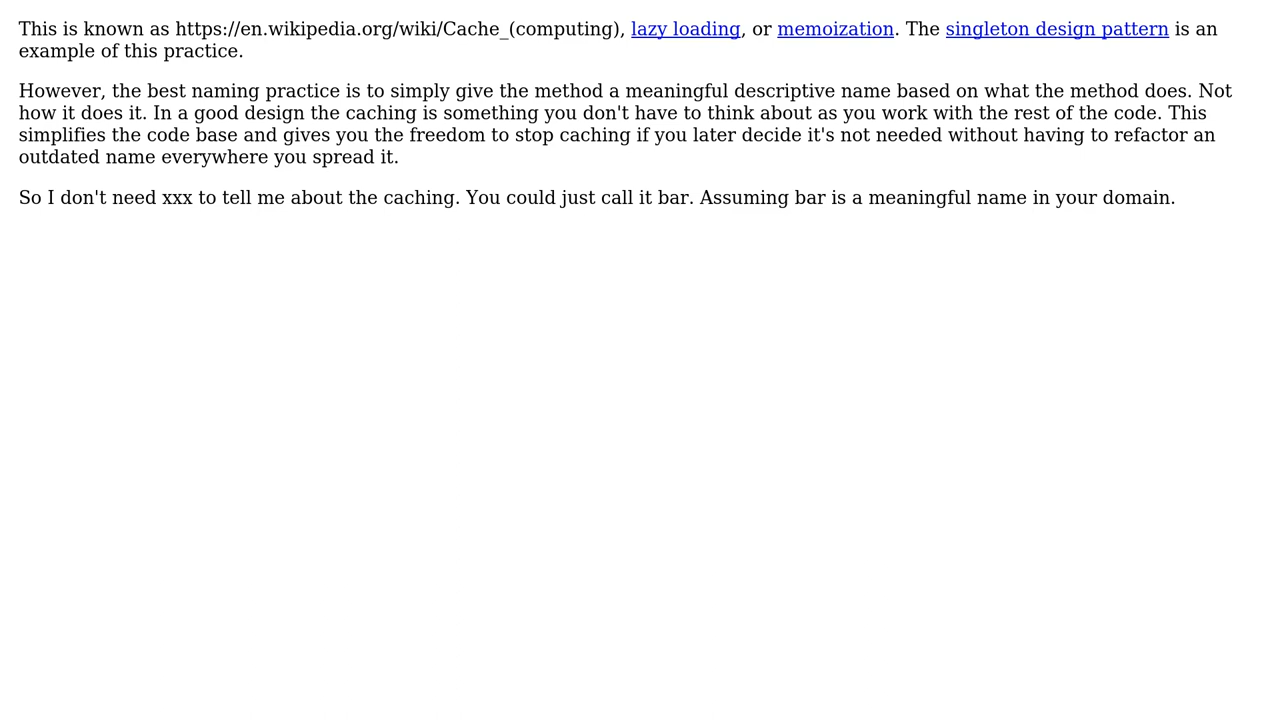 This is known as https://en.wikipedia.org/wiki/Cache_(computing), lazy loading, or memoization. The singleton design pattern is an
example of this practice.
However, the best naming practice is to simply give the method a meaningful descriptive name based on what the method does. Not
how it does it. In a good design the caching is something you don't have to think about as you work with the rest of the code. This
simplifies the code base and gives you the freedom to stop caching if you later decide it's not needed without having to refactor an
outdated name everywhere you spread it.
So I don't need xxx to tell me about the caching. You could just call it bar. Assuming bar is a meaningful name in your domain.